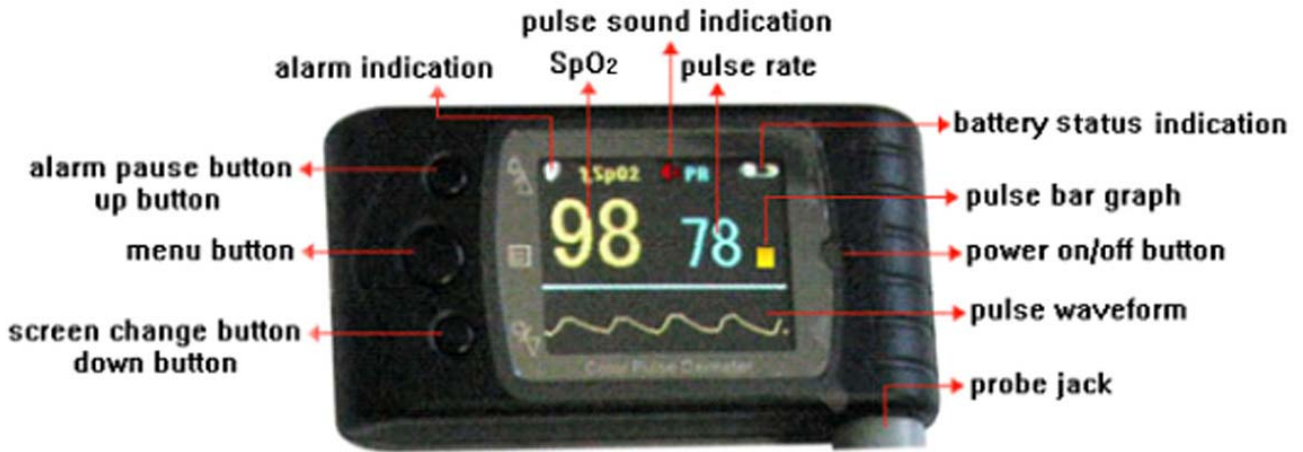 pulse sound indication
alarm indication
SpO2
pulse rate
battery status indication
alarm pause button
up button
%SpO2
PR
pulse bar graph
98
78
menu button
power on/off button
pulse waveform
screen change button
down button
Color Pulse Oximeter
probe jack